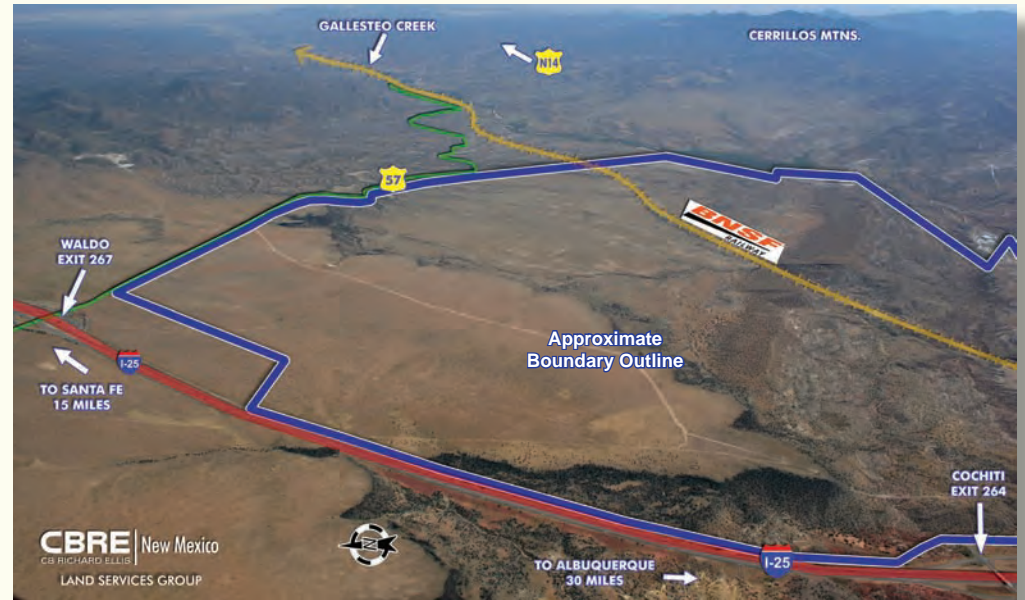 GALLESTEO CREEK
N14
CERRILLOS MTNS.
57
BNSF
RAILWAY
WALDO
EXIT 267
I-25
TO SANTA FE
15 MILES
Approximate
Boundary Outline
COCHITI
EXIT 264
CBRE New Mexico
CB RICHARD ELLIS
LAND SERVICES GROUP
N
TO ALBUQUERQUE
30 MILES
I-25